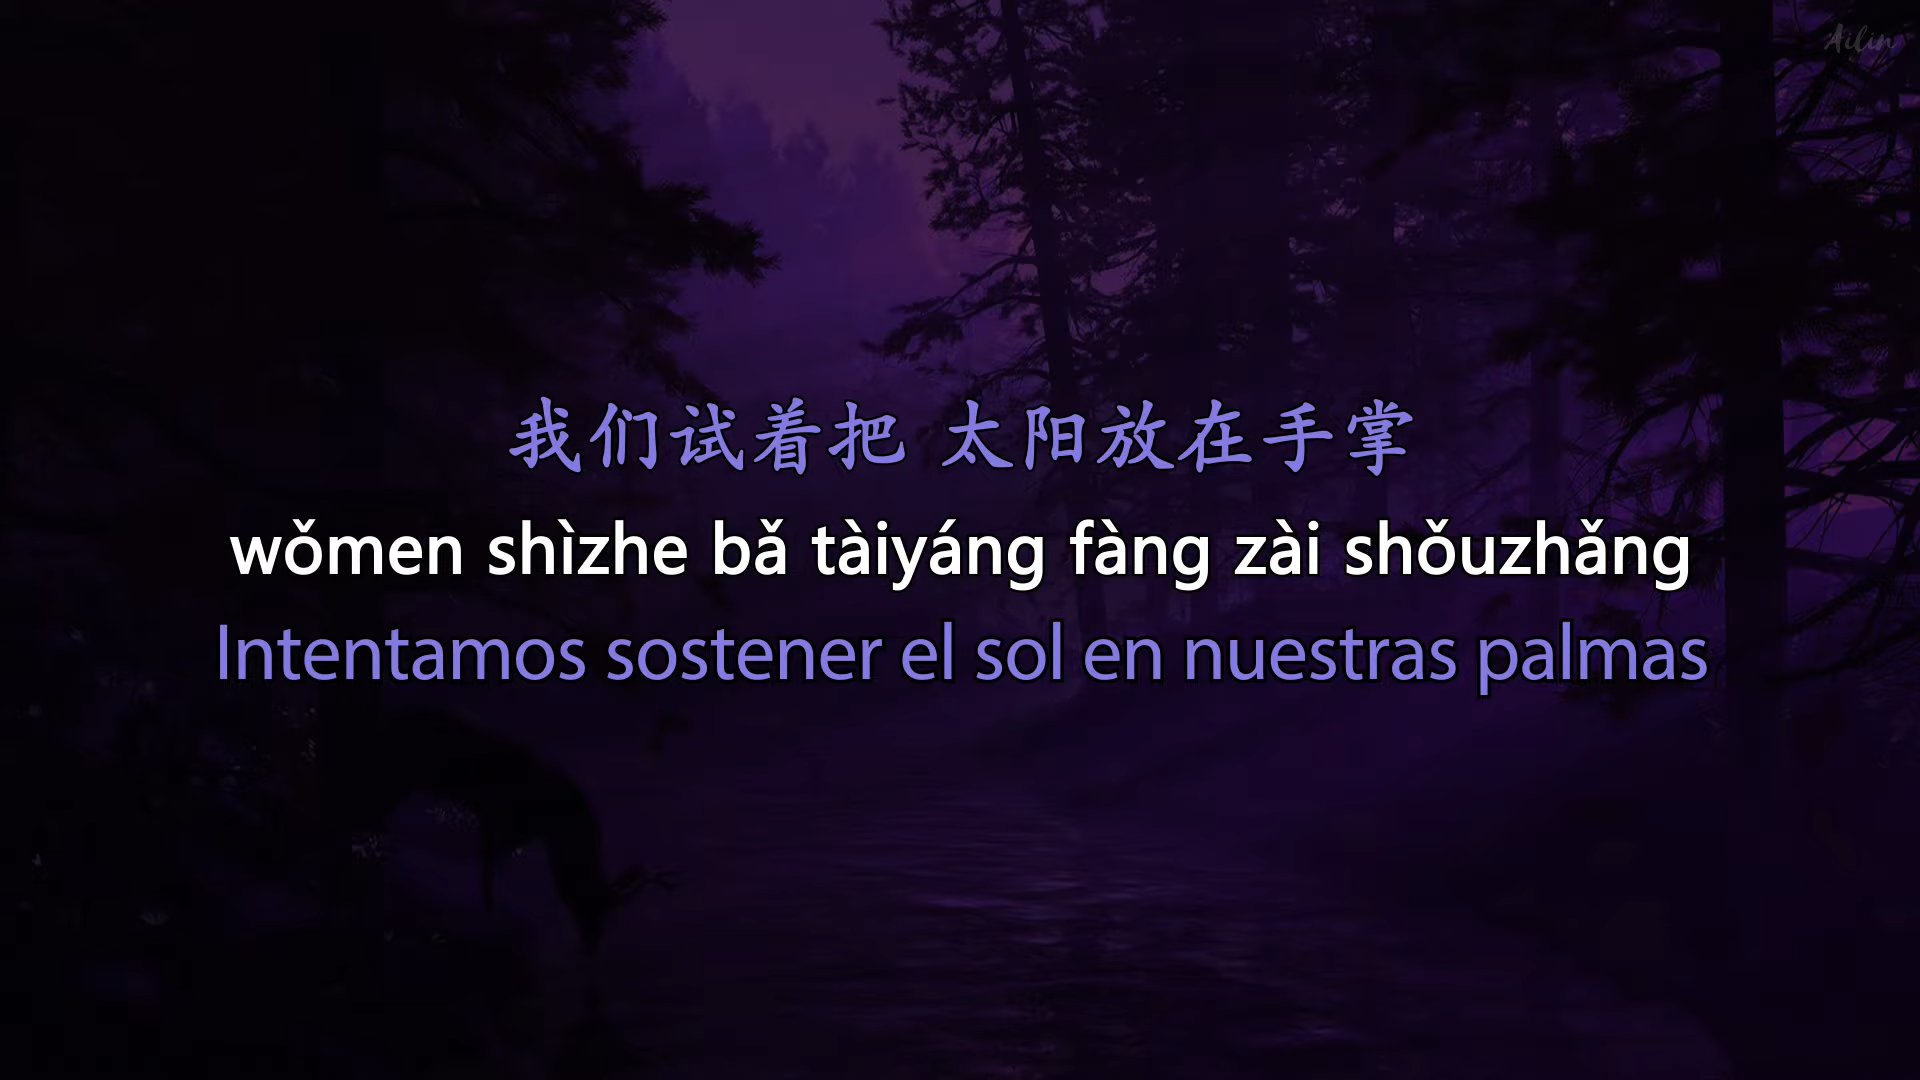 Ailin
我们试着把 太阳放在手掌
wǒmen shìzhe bǎ tàiyáng fàng zài shǒuzhǎng
Intentamos sostener el sol en nuestras palmas